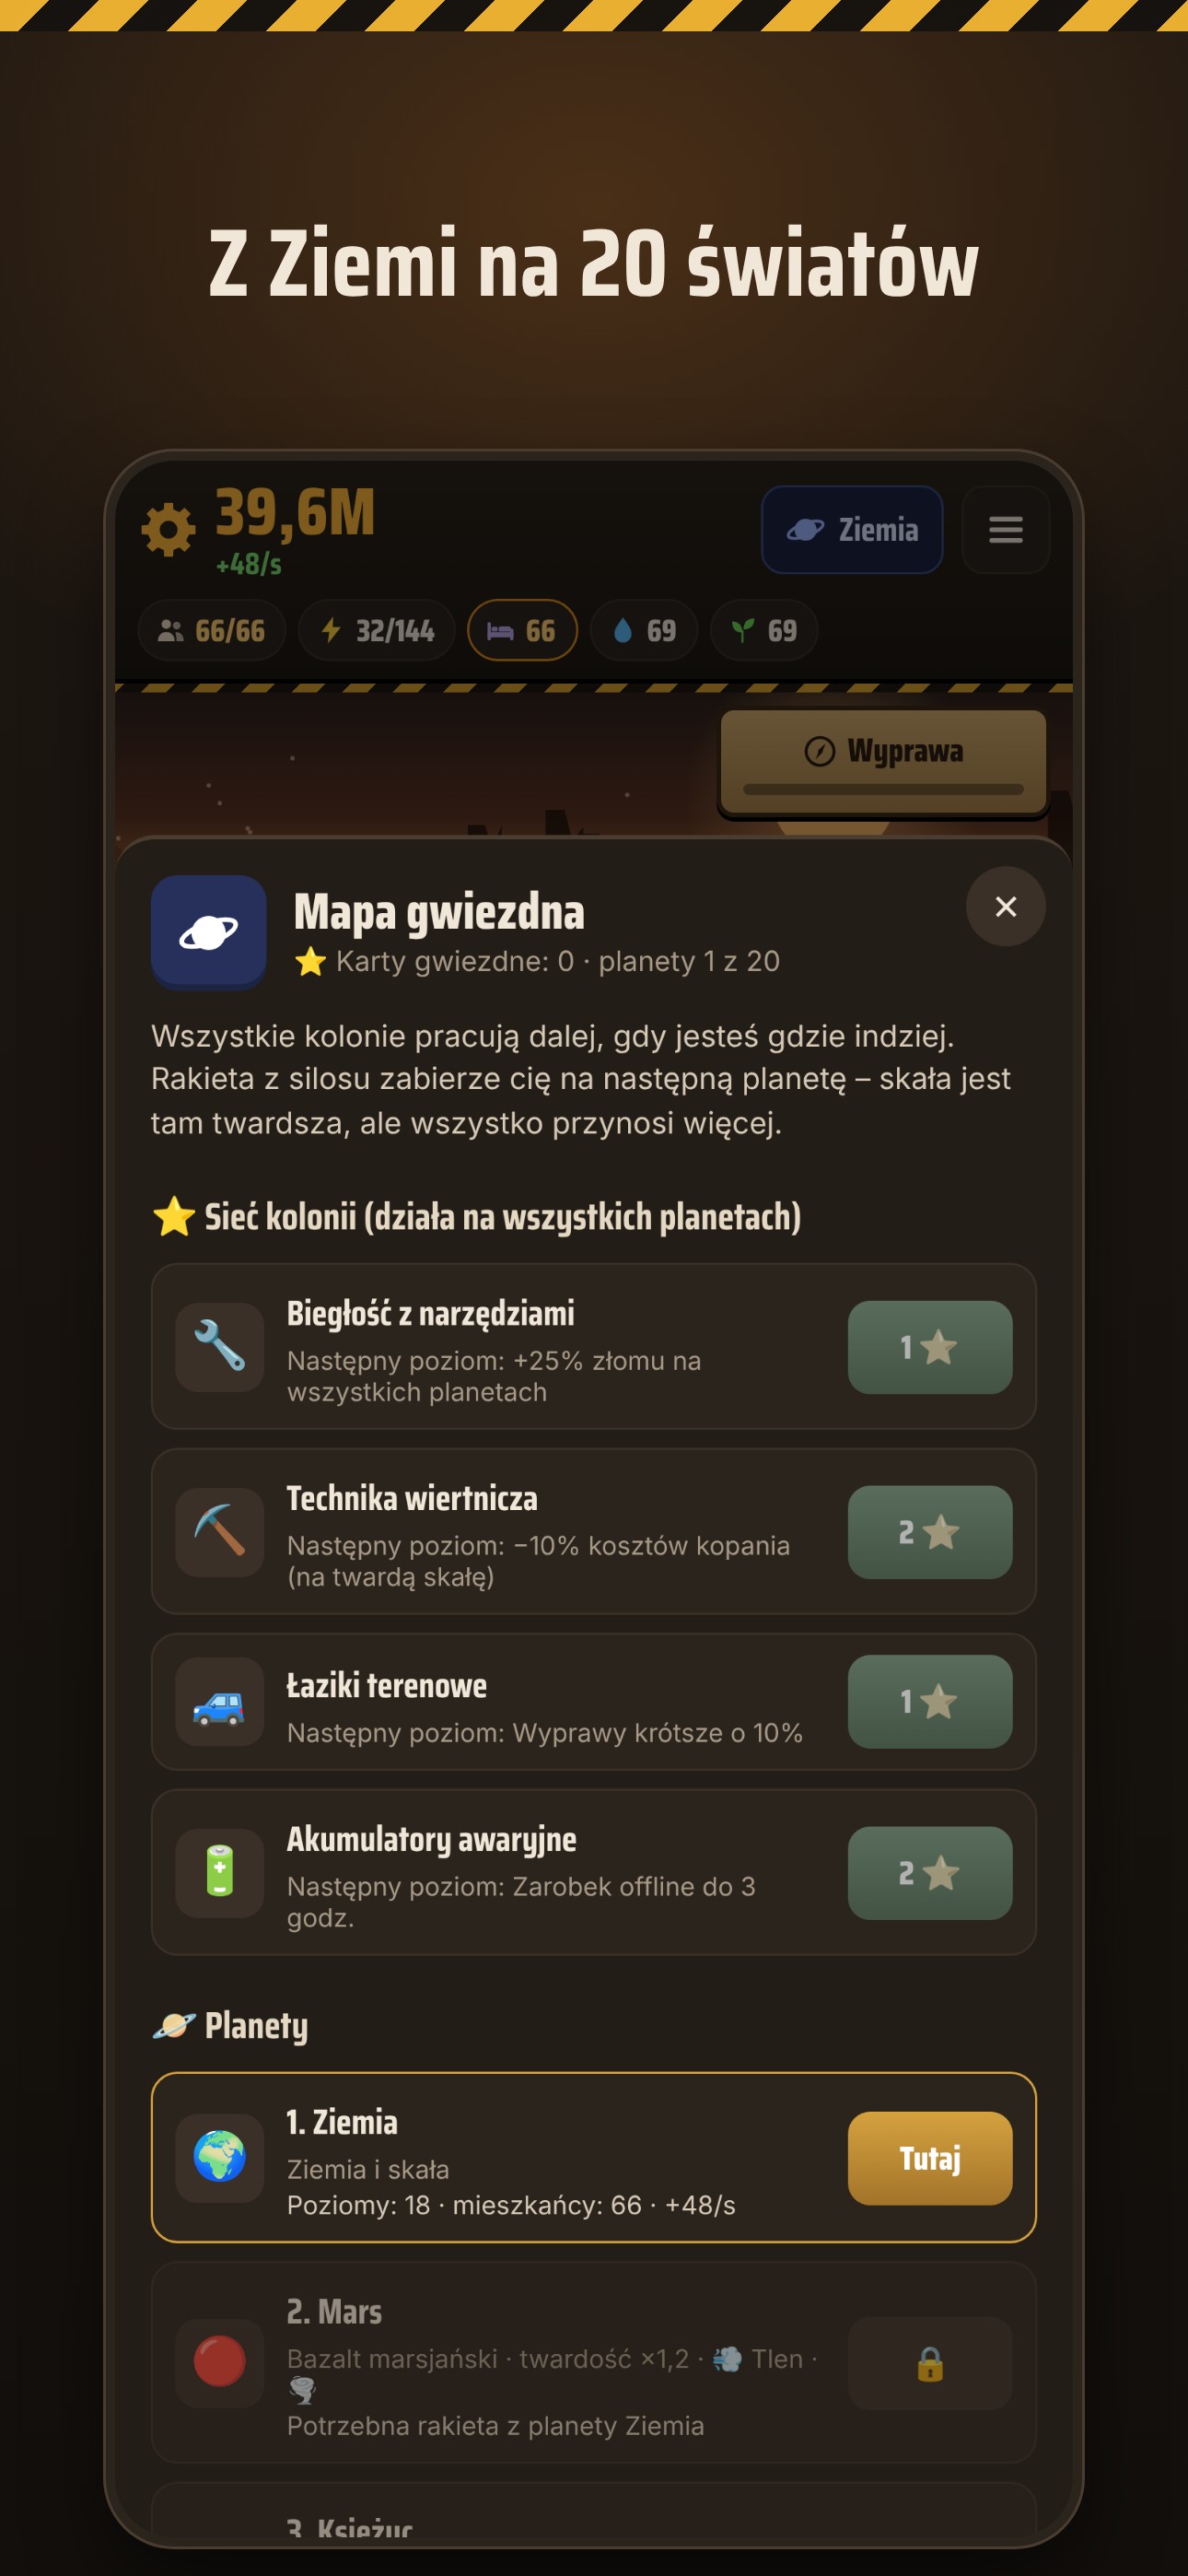 Z Ziemi na 20 światów
39,6M
+48/s
Ziemia
66/66
32/144
66
69
69
Wyprawa
Mapa gwiezdna
Karty gwiezdne: 0 · planety 1 z 20
Wszystkie kolonie pracują dalej, gdy jesteś gdzie indziej.
Rakieta z silosu zabierze cię na następną planetę – skała jest
tam twardsza, ale wszystko przynosi więcej.
Sieć kolonii (działa na wszystkich planetach)
Biegłość z narzędziami
Następny poziom: +25% złomu na
wszystkich planetach
1
Technika wiertnicza
Następny poziom: −10% kosztów kopania
(na twardą skałę)
2
Łaziki terenowe
Następny poziom: Wyprawy krótsze o 10%
1
Akumulatory awaryjne
Następny poziom: Zarobek offline do 3
godz.
2
Planety
1. Ziemia
Ziemia i skała
Poziomy: 18 · mieszkańcy: 66 · +48/s
Tutaj
2. Mars
Bazalt marsjański · twardość ×1,2 · Tlen ·
Potrzebna rakieta z planety Ziemia
3. Księżyc